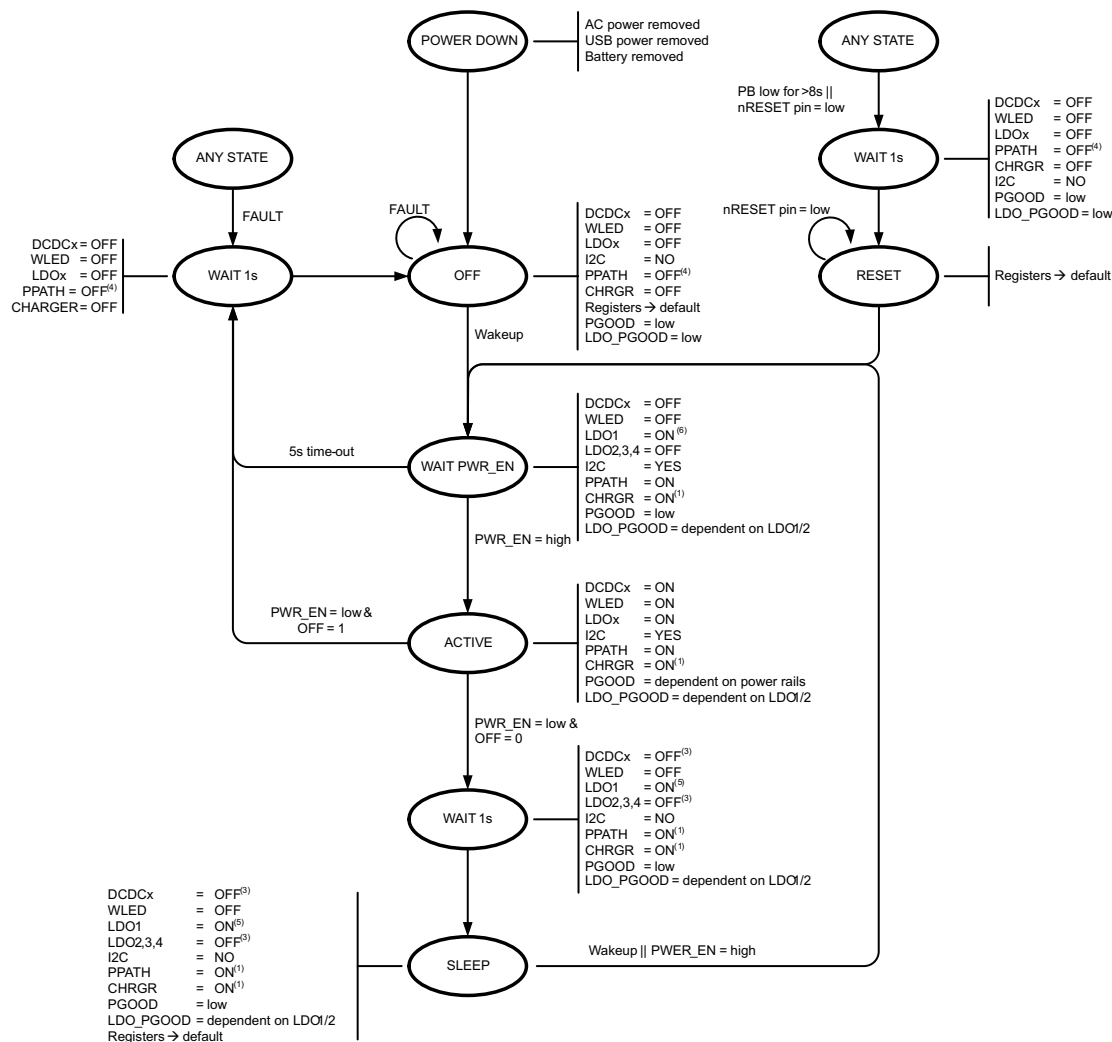 POWER DOWN
AC power removed
USB power removed
Battery removed
ANY STATE
PB low for >8s ||
nRESET pin = low
WAIT 1s
DCDCx = OFF
WLED = OFF
LDOx = OFF
PPATH = OFF(4)
CHRGR = OFF
I2C = NO
PGOOD = low
LDO_PGOOD = low
nRESET pin = low
RESET
Registers → default
ANY STATE
FAULT
DCDCx = OFF
WLED = OFF
LDOx = OFF
PPATH = OFF(4)
CHARGER = OFF
WAIT 1s
FAULT
OFF
DCDCx = OFF
WLED = OFF
LDOx = OFF
I2C = NO
PPATH = OFF(4)
CHRGR = OFF
Registers → default
PGOOD = low
LDO_PGOOD = low
Wakeup
5s time-out
WAIT PWR_EN
DCDCx = OFF
WLED = OFF
LDO1 = ON(6)
LDO2,3,4 = OFF
I2C = YES
PPATH = ON
CHRGR = ON(1)
PGOOD = low
LDO_PGOOD = dependent on LDO1/2
PWR_EN = high
PWR_EN = low &
OFF = 1
ACTIVE
DCDCx = ON
WLED = ON
LDOx = ON
I2C = YES
PPATH = ON
CHRGR = ON(1)
PGOOD = dependent on power rails
LDO_PGOOD = dependent on LDO1/2
PWR_EN = low &
OFF = 0
WAIT 1s
DCDCx = OFF(3)
WLED = OFF
LDO1 = ON(5)
LDO2,3,4 = OFF(3)
I2C = NO
PPATH = ON(1)
CHRGR = ON(1)
PGOOD = low
LDO_PGOOD = dependent on LDO1/2
DCDCx = OFF(3)
WLED = OFF
LDO1 = ON(5)
LDO2,3,4 = OFF(3)
I2C = NO
PPATH = ON(1)
CHRGR = ON(1)
PGOOD = low
LDO_PGOOD = dependent on LDO1/2
Registers → default
SLEEP
Wakeup || PWER_EN = high